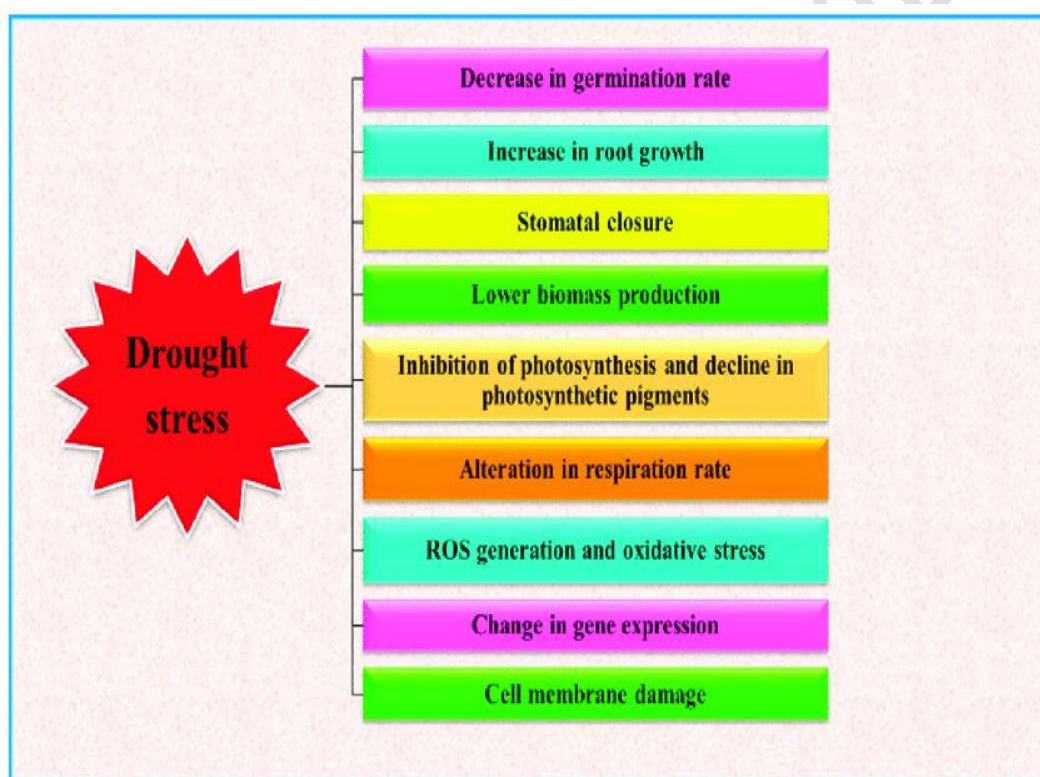 Decrease in germination rate
Increase in root growth
Stomatal closure
Lower biomass production
Drought
stress
Inhibition of photosynthesis and decline in
photosynthetic pigments
Alteration in respiration rate
ROS generation and oxidative stress
Change in gene expression
Cell membrane damage